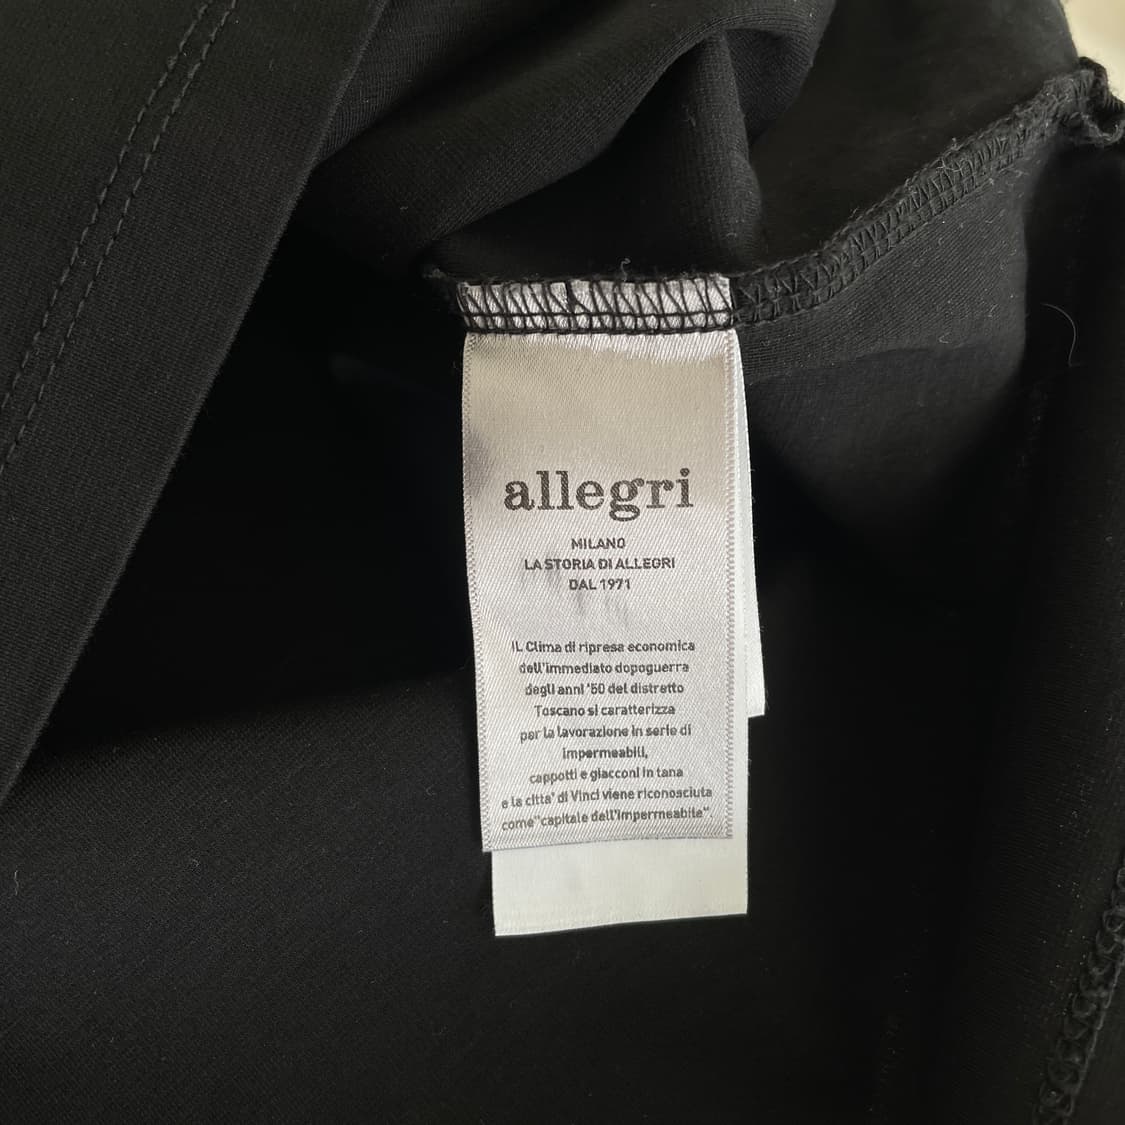 allegri
MILANO
LA STORIA DI ALLEGRI
DAL 1971
IL Clima di ripresa economica
dell'immediato dopoguerra
degli anni '50 del distretto
Toscano si caratterizza
per la lavorazione in serie di
impermeabili,
cappotti e giacconi in tana
e la citta' di Vinci viene riconosciuta
come"capitale dell'impermeabile".